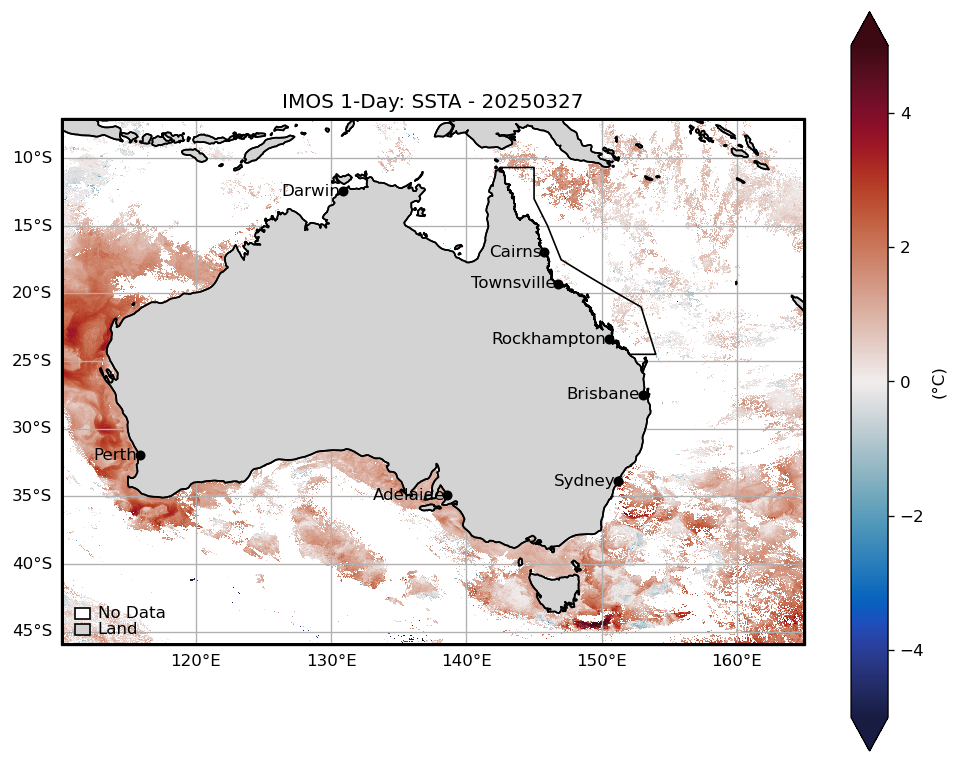 IMOS 1-Day: SSTA - 20250327
10°S
15°S
20°S
25°S
30°S
35°S
40°S
45°S
Darwin
Cairns
Townsville
Rockhampton
Brisbane
Perth
Sydney
Adelaide
No Data
Land
120°E
130°E
140°E
150°E
160°E
4
2
0
−2
−4
(°C)